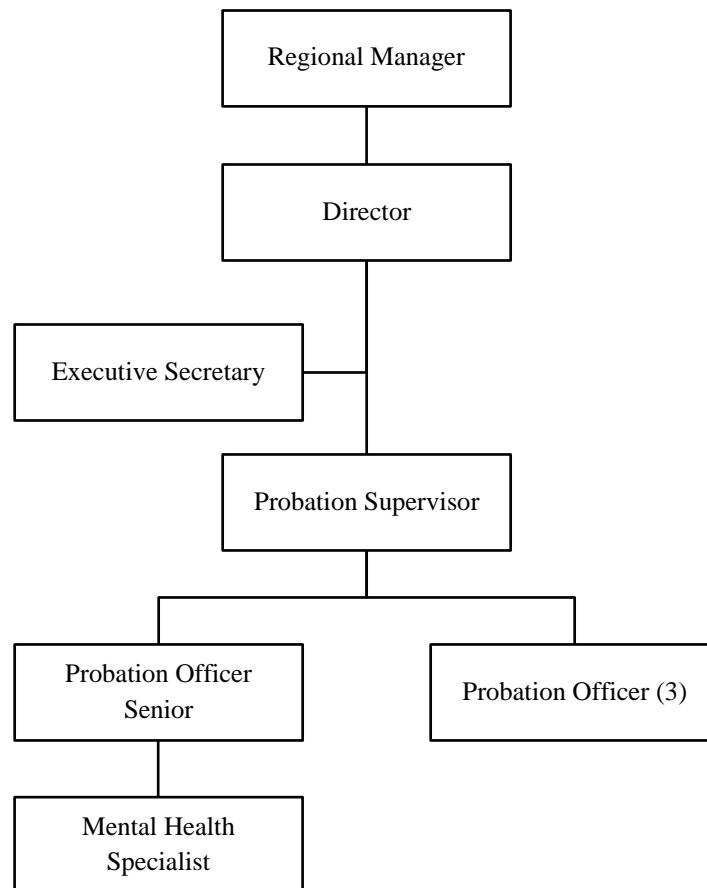 Regional Manager
Director
Executive Secretary
Probation Supervisor
Probation Officer
Senior
Probation Officer (3)
Mental Health
Specialist